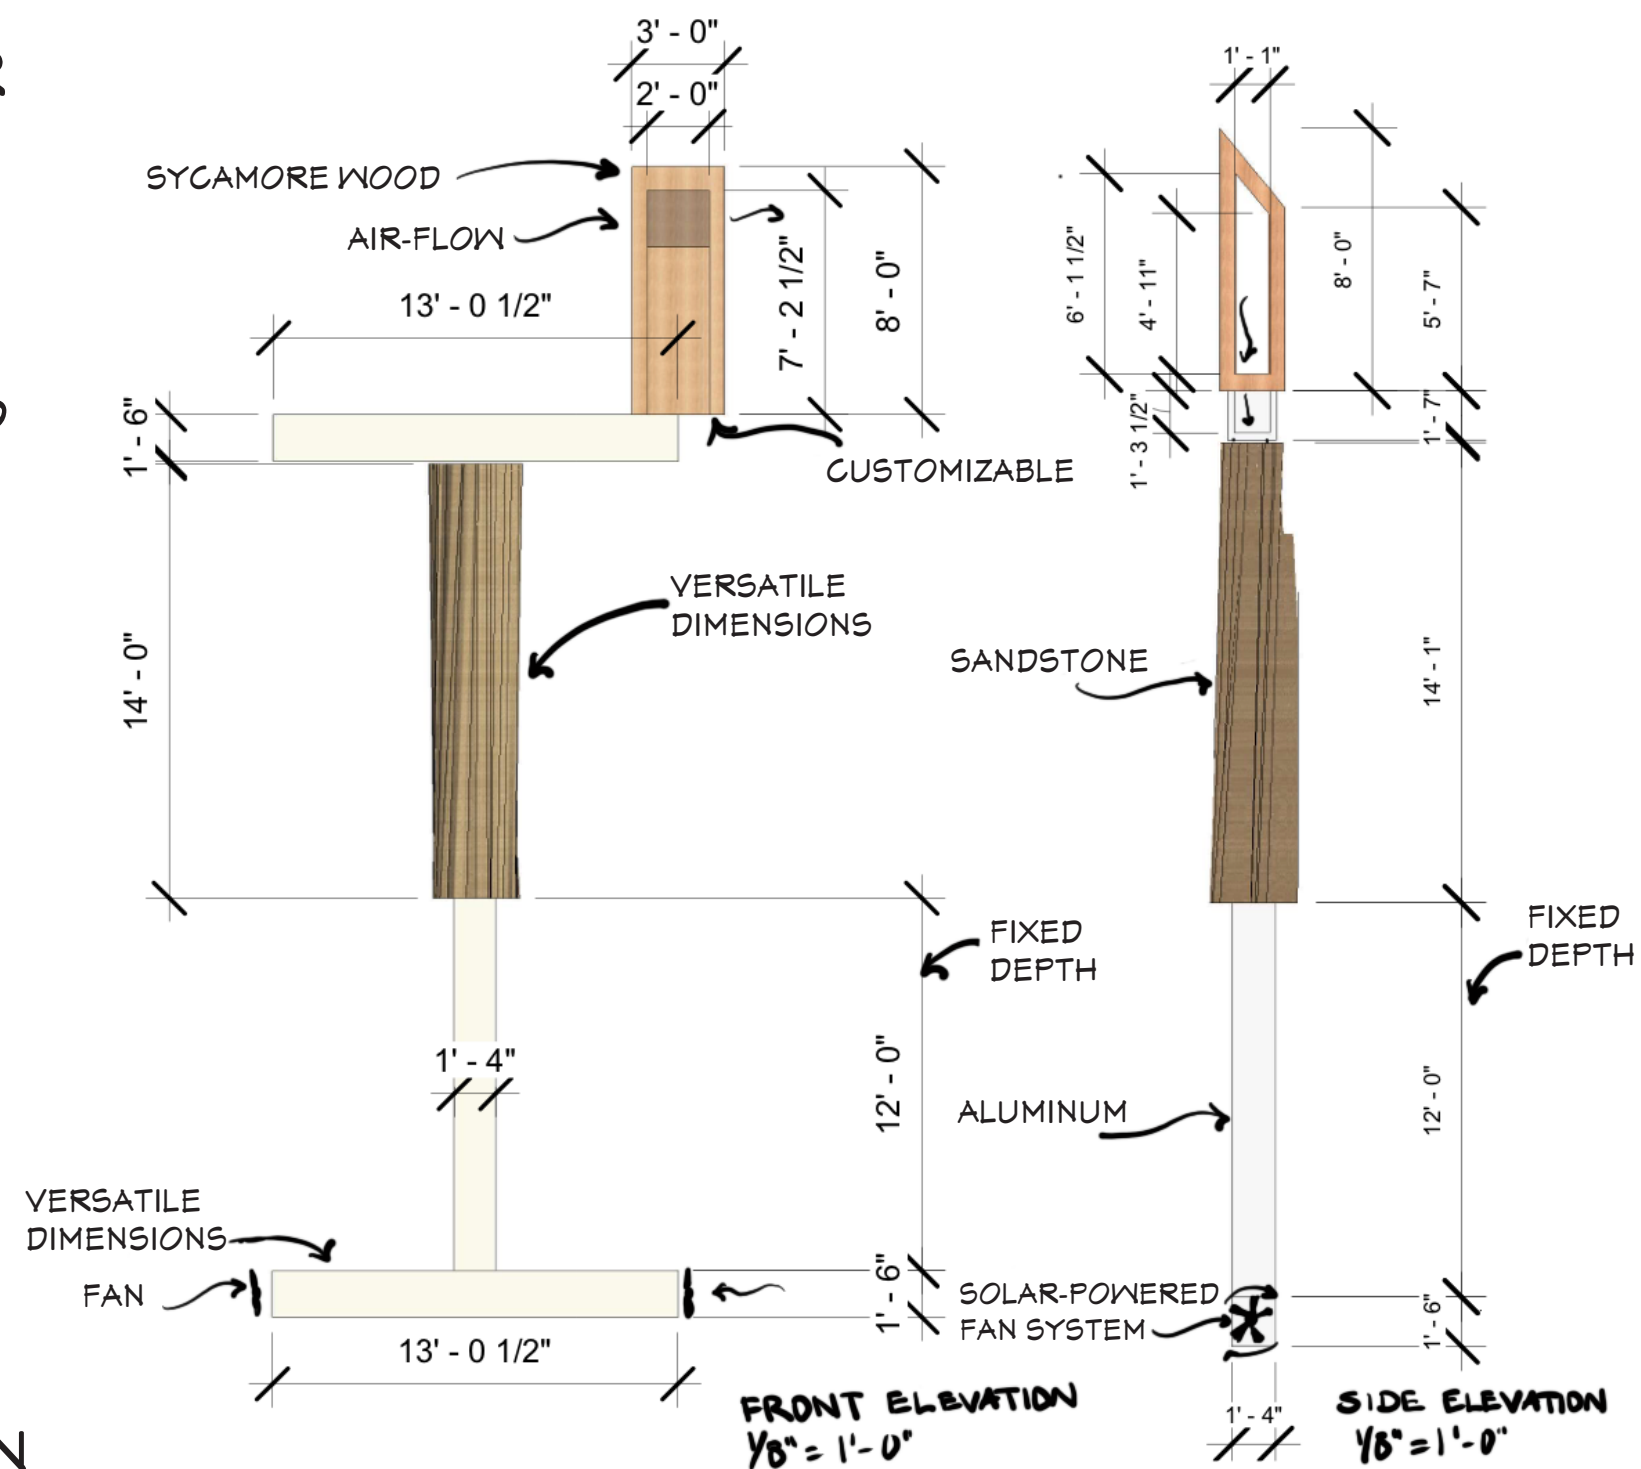 3' - 0"
2' - 0"
SYCAMORE WOOD
AIR-FLOW
13' - 0 1/2"
7' - 2 1/2"
8' - 0"
1' - 6"
CUSTOMIZABLE
14' - 0"
VERSATILE
DIMENSIONS
FIXED
DEPTH
1' - 4"
12' - 0"
VERSATILE
DIMENSIONS
FAN
1' - 6"
13' - 0 1/2"
FRONT ELEVATION
1/8" = 1'-0"
1' - 1"
6' - 1 1/2"
4' - 11"
8' - 0"
5' - 7"
1' - 3 1/2"
1' - 7"
SANDSTONE
14' - 1"
FIXED
DEPTH
ALUMINUM
12' - 0"
SOLAR-POWERED
FAN SYSTEM
1' - 6"
1' - 4"
SIDE ELEVATION
1/8" = 1'-0"